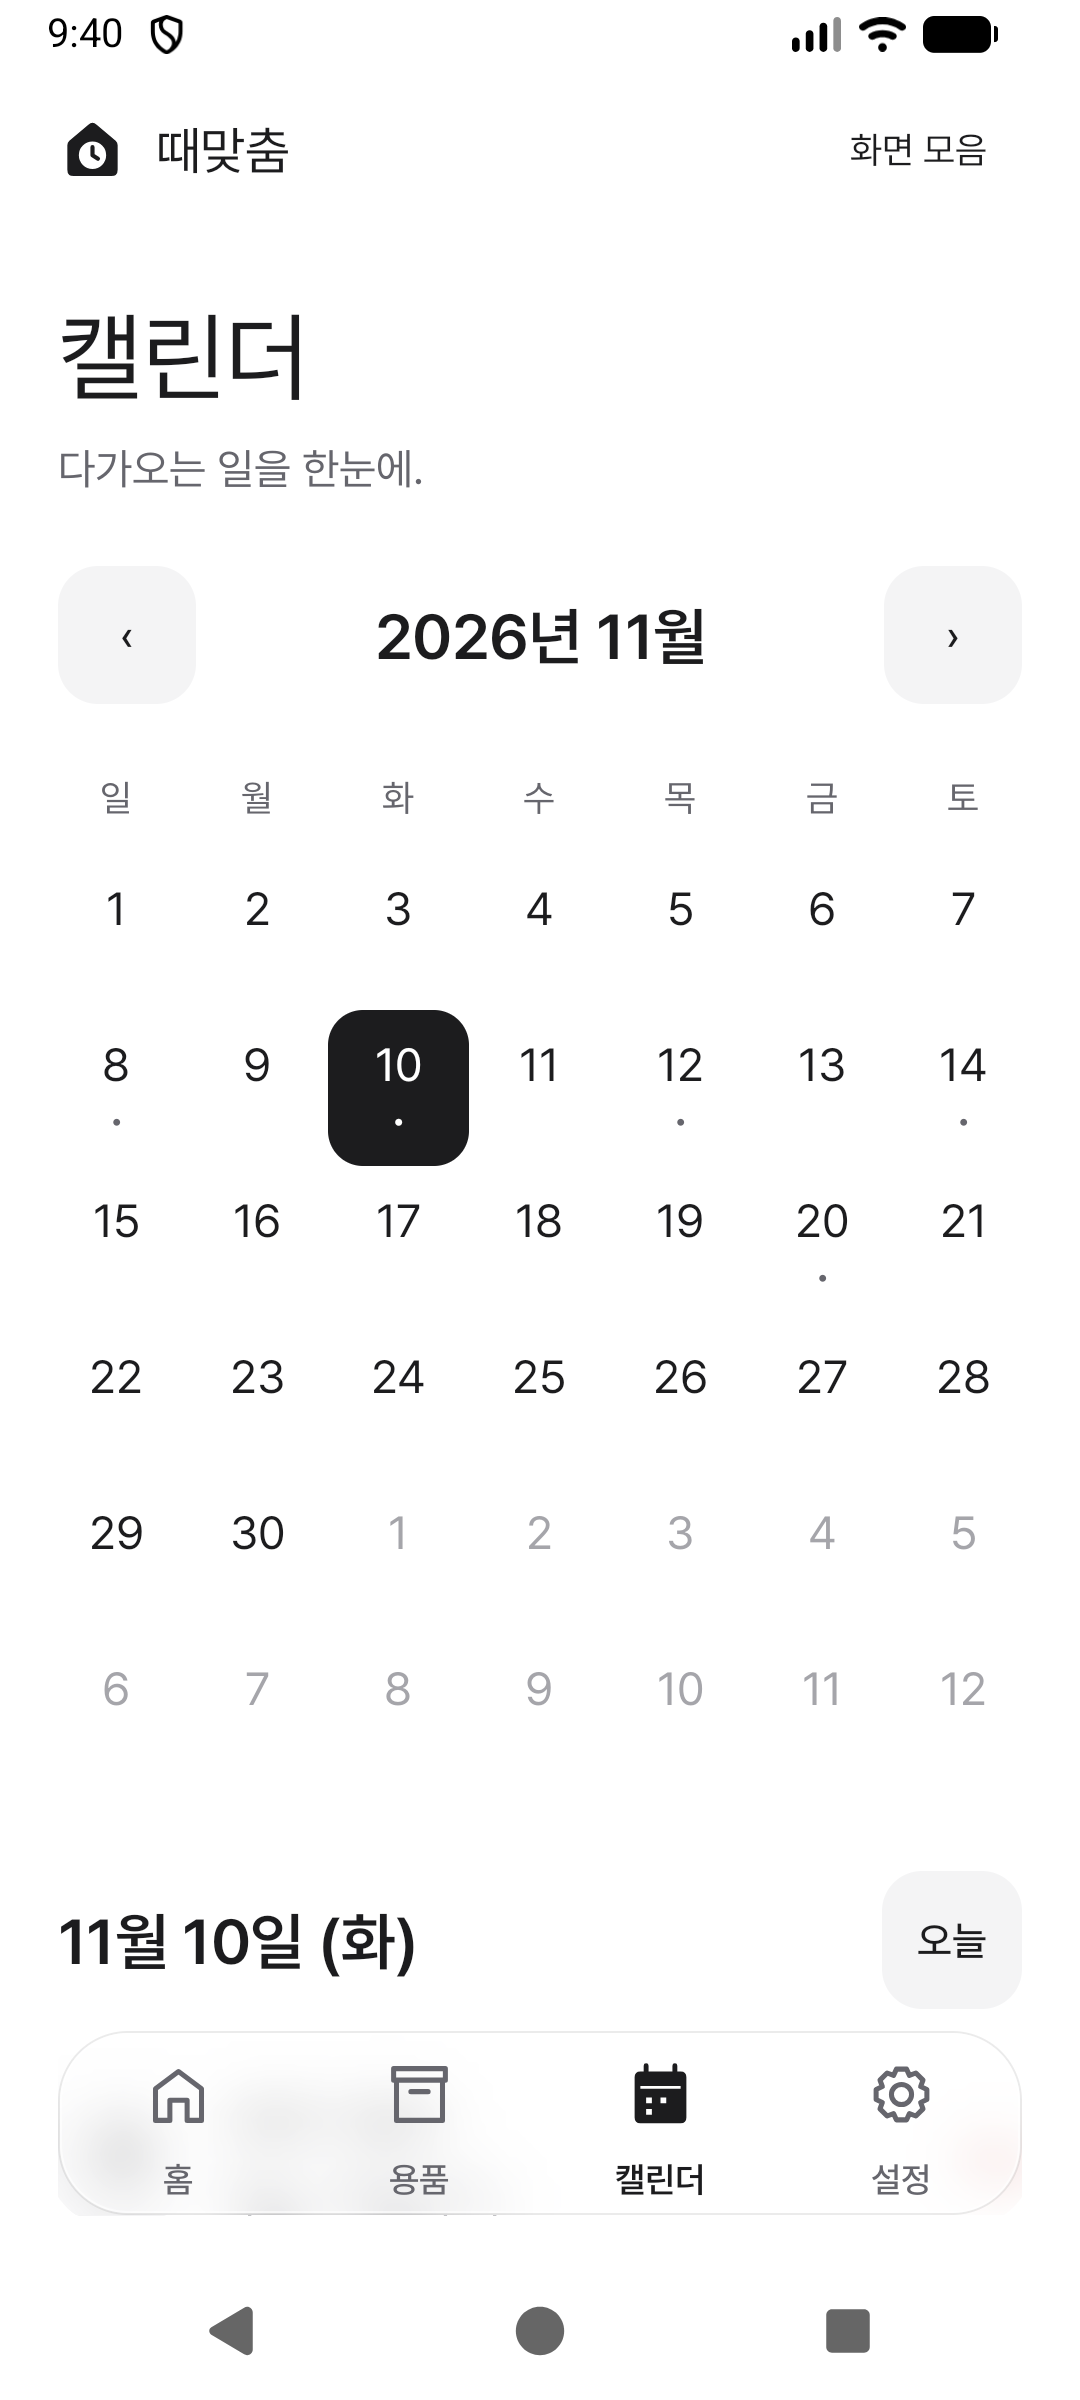 9:40
때맞춤 화면 모음
캘린더
다가오는 일을 한눈에.
‹ 2026년 11월 ›
일 월 화 수 목 금 토
1 2 3 4 5 6 7
8 9 10 11 12 13 14
15 16 17 18 19 20 21
22 23 24 25 26 27 28
29 30 1 2 3 4 5
6 7 8 9 10 11 12
11월 10일 (화) 오늘
홈 용품 캘린더 설정